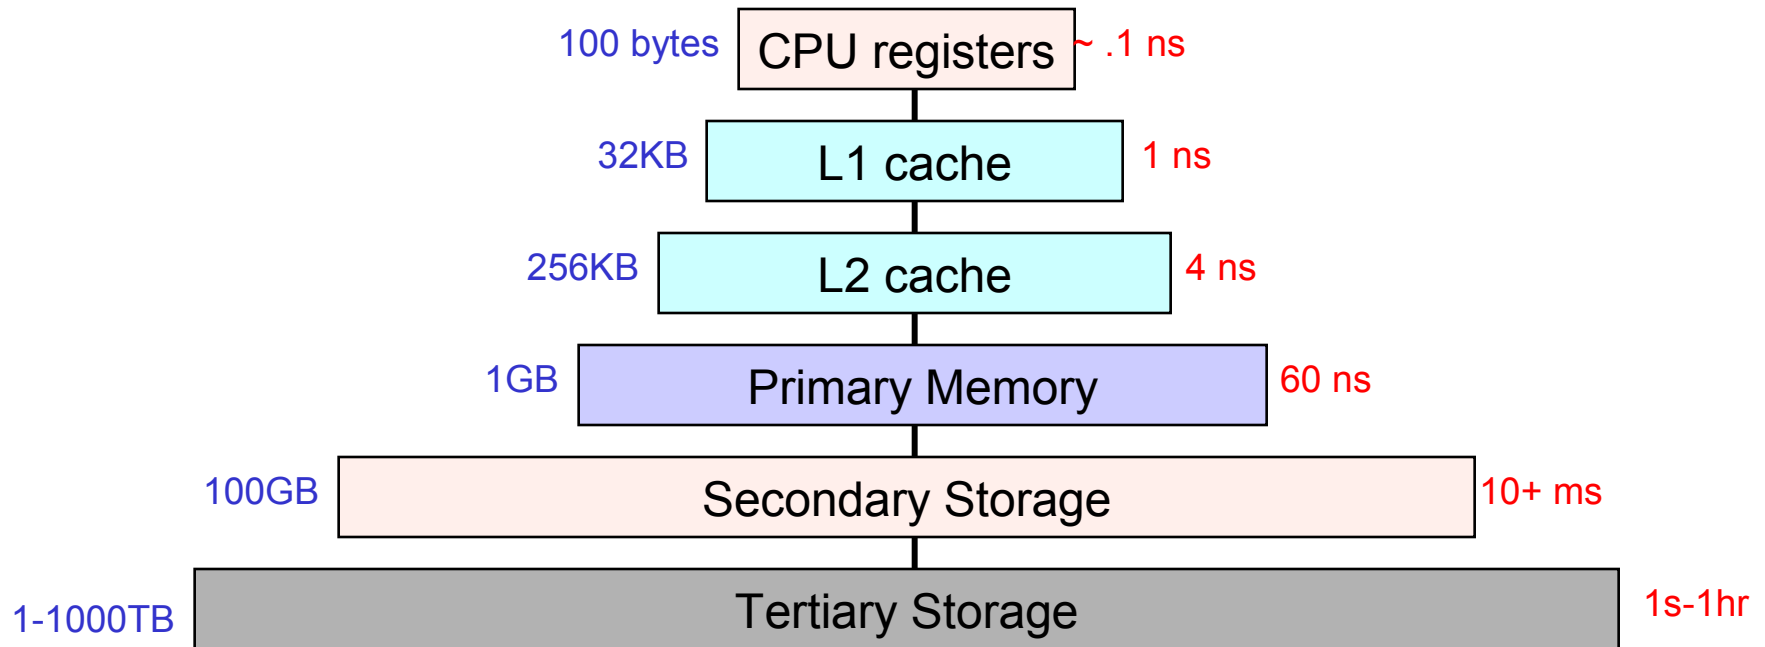 100 bytes CPU registers ~ .1 ns
32KB L1 cache 1 ns
256KB L2 cache 4 ns
1GB Primary Memory 60 ns
100GB Secondary Storage 10+ ms
1-1000TB Tertiary Storage 1s-1hr